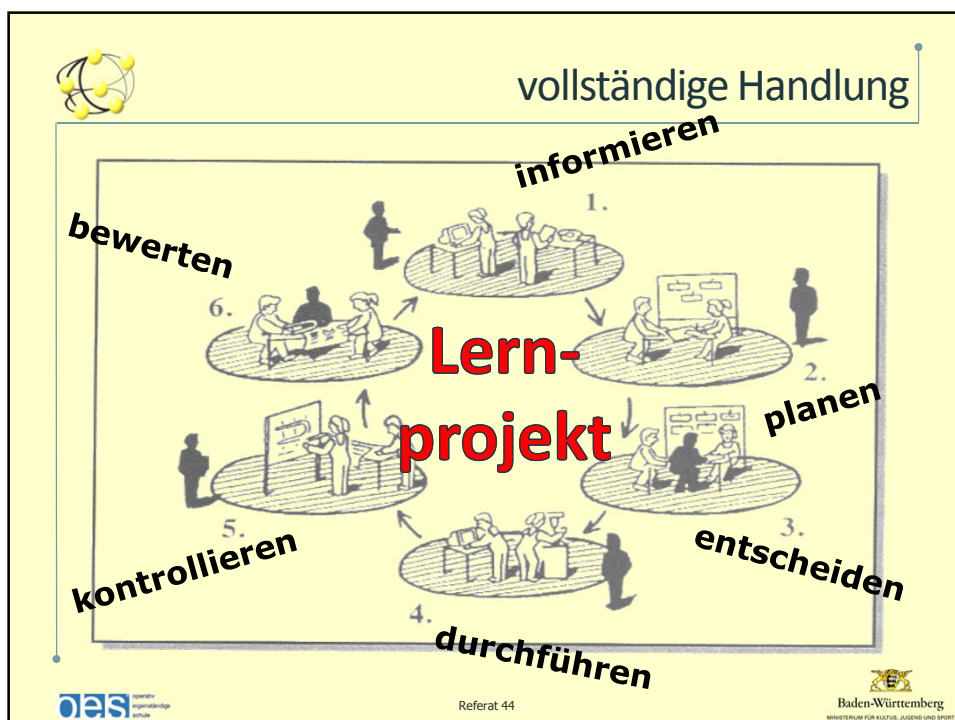 vollständige Handlung
informieren
1.
bewerten
6.
Lern-
projekt
2.
planen
5.
3.
kontrollieren
entscheiden
4.
durchführen
oes operativ
eigenständige
schule
Referat 44
Baden-Württemberg
MINISTERIUM FÜR KULTUS, JUGEND UND SPORT